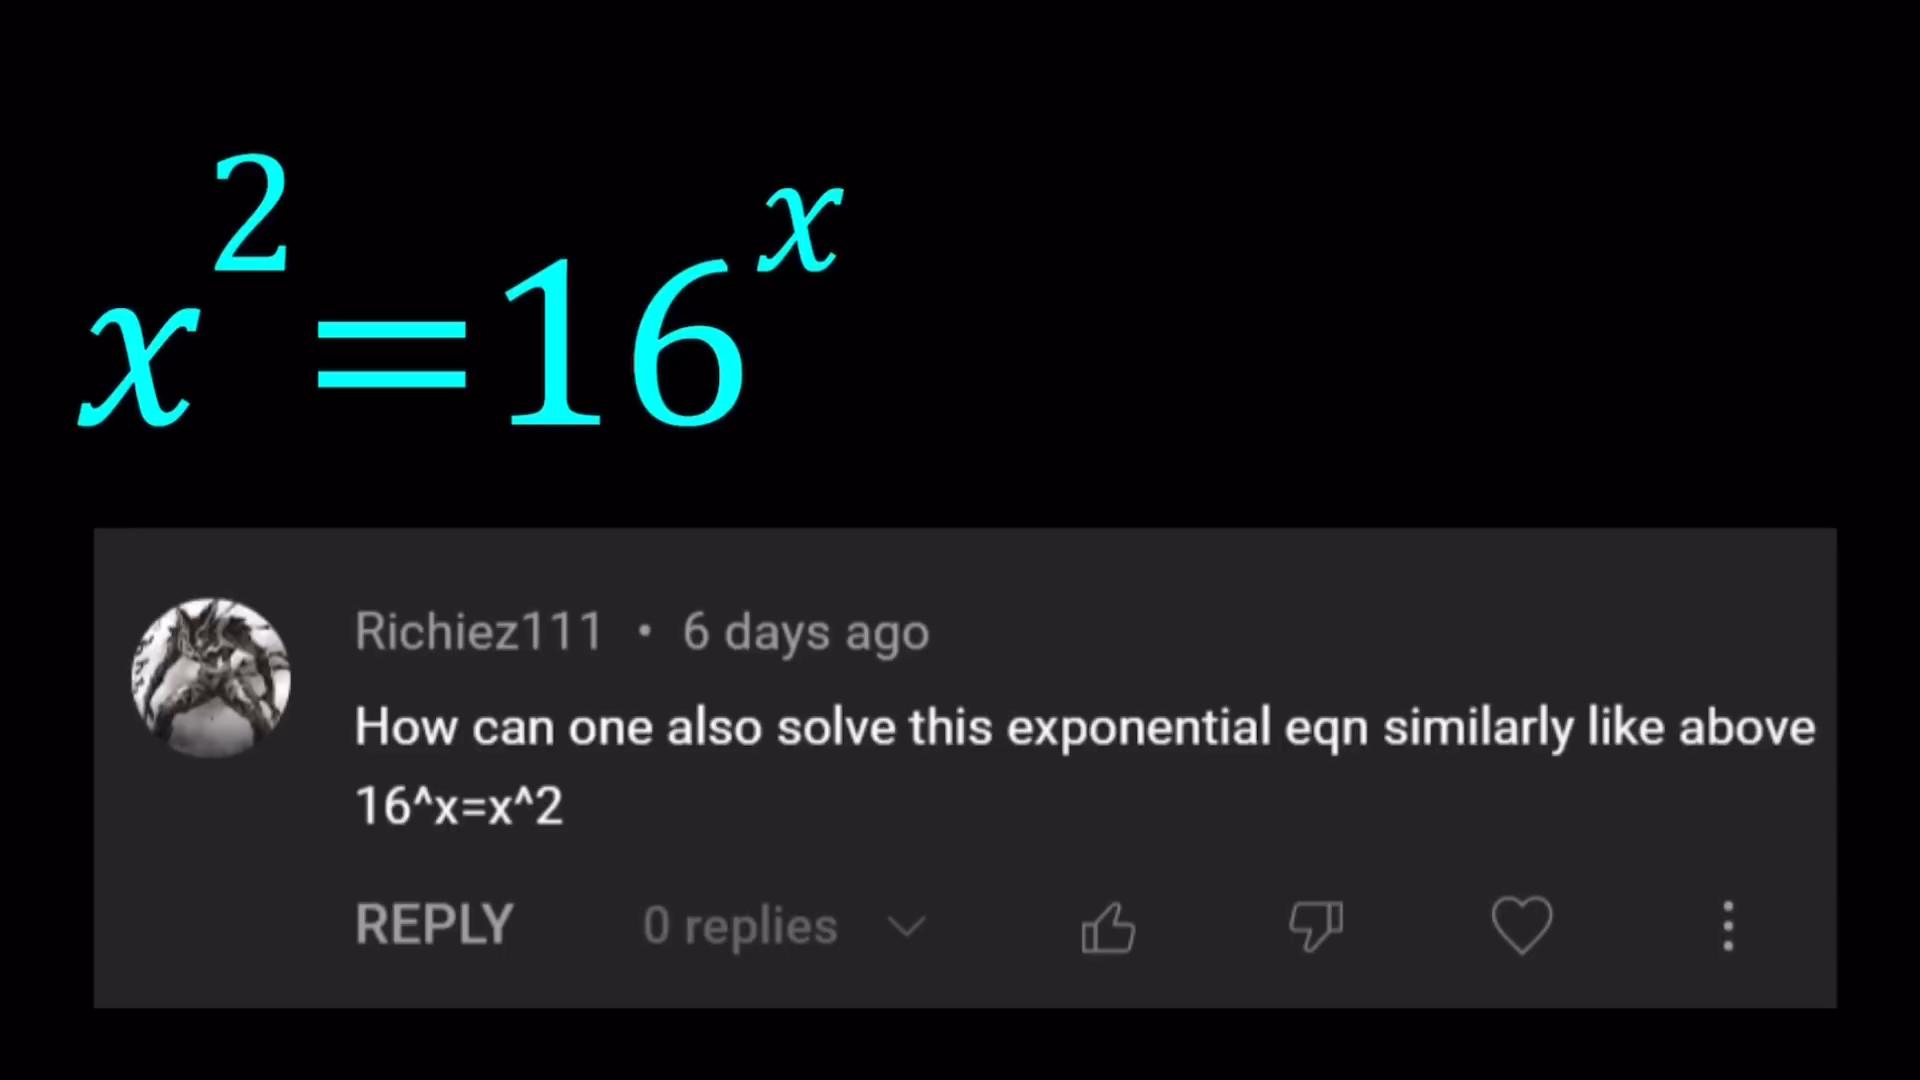 x²=16ˣ
Richiez111 • 6 days ago
How can one also solve this exponential eqn similarly like above
16^x=x^2
REPLY 0 replies